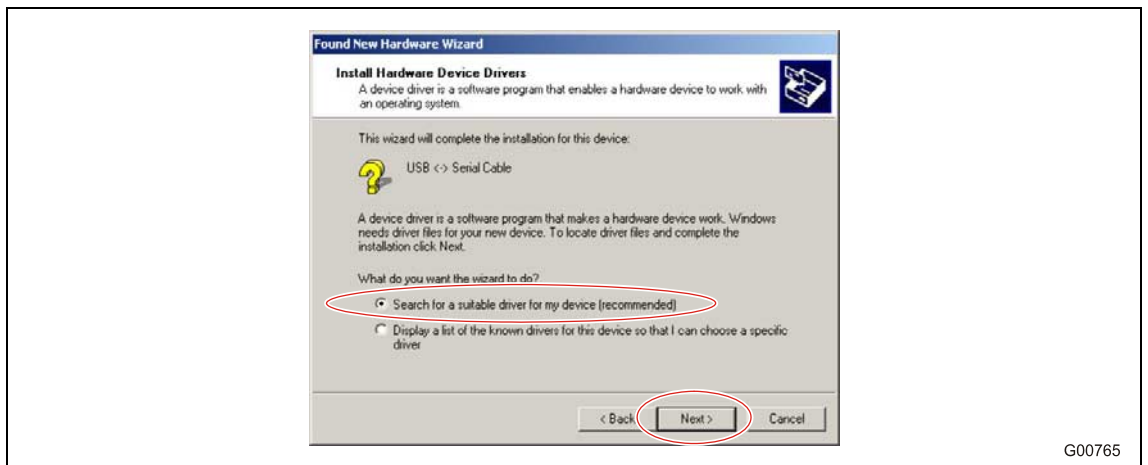 Found New Hardware Wizard
Install Hardware Device Drivers
A device driver is a software program that enables a hardware device to work with
an operating system.
This wizard will complete the installation for this device:
USB <-> Serial Cable
A device driver is a software program that makes a hardware device work. Windows
needs driver files for your new device. To locate driver files and complete the
installation click Next.
What do you want the wizard to do?
Search for a suitable driver for my device (recommended)
Display a list of the known drivers for this device so that I can choose a specific
driver
< Back Next > Cancel
G00765